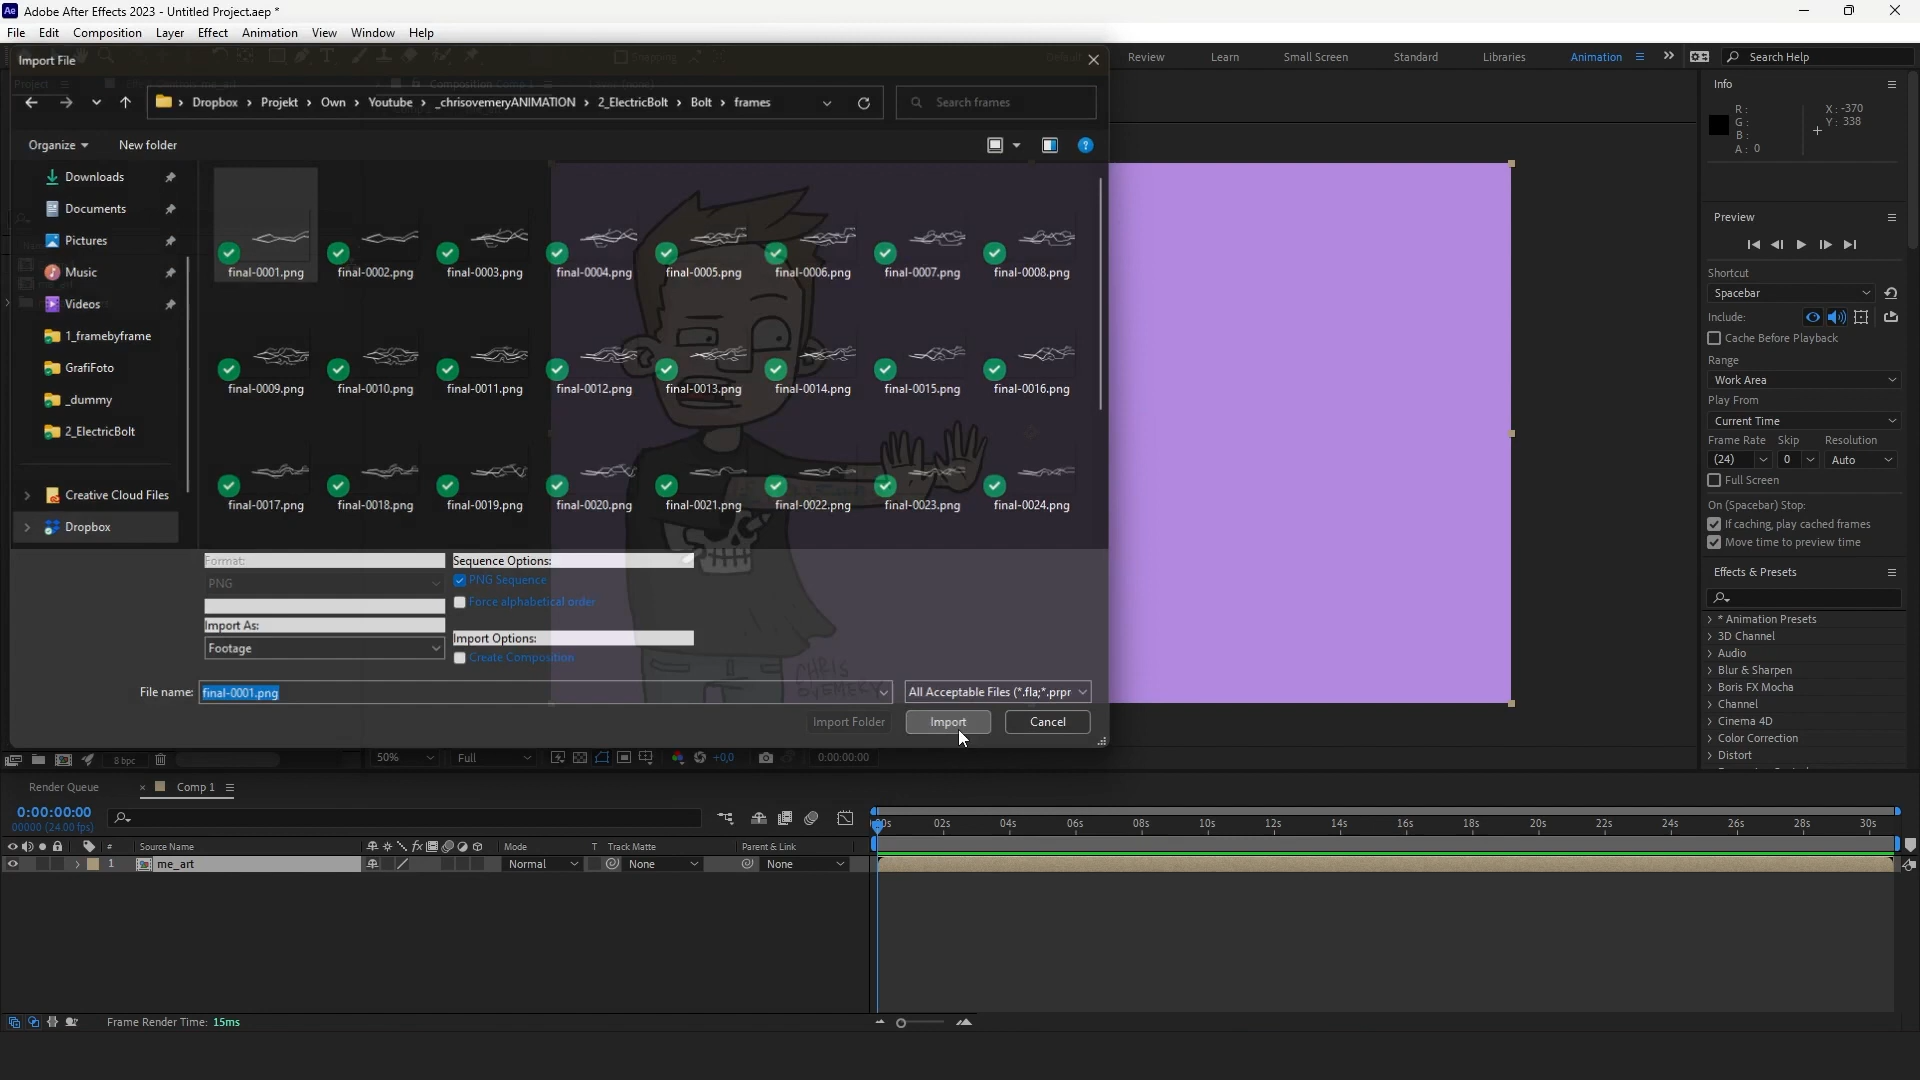 Adobe After Effects 2023 - Untitled Project.aep *
File Edit Composition Layer Effect Animation View Window Help
Import File
Snapping
Default Review Learn Small Screen Standard Libraries Animation Search Help
Dropbox Projekt Own Youtube _chrisovemeryANIMATION 2_ElectricBolt Bolt frames
Search frames
Organize New folder
Downloads
Documents
Pictures
Music
Videos
1_framebyframe
GrafiFoto
_dummy
2_ElectricBolt
Creative Cloud Files
Dropbox
final-0001.png final-0002.png final-0003.png final-0004.png final-0005.png final-0006.png final-0007.png final-0008.png
final-0009.png final-0010.png final-0011.png final-0012.png final-0013.png final-0014.png final-0015.png final-0016.png
final-0017.png final-0018.png final-0019.png final-0020.png final-0021.png final-0022.png final-0023.png final-0024.png
Format:
PNG
Import As:
Footage
Sequence Options:
PNG Sequence
Force alphabetical order
Import Options:
Create Composition
CHRIS
OVEMERY
File name: final-0001.png All Acceptable Files (*.fla;*.prpr
Import Folder Import Cancel
8 bpc 50% Full +0,0 0:00:00:00
Info
R: X: -370
G: Y: 338
B:
A: 0
Preview
Shortcut
Spacebar
Include:
Cache Before Playback
Range
Work Area
Play From
Current Time
Frame Rate Skip Resolution
(24) 0 Auto
Full Screen
On (Spacebar) Stop:
If caching, play cached frames
Move time to preview time
Effects & Presets
* Animation Presets
3D Channel
Audio
Blur & Sharpen
Boris FX Mocha
Channel
Cinema 4D
Color Correction
Distort
Render Queue × Comp 1
0:00:00:00
00000 (24.00 fps)
02s 04s 06s 08s 10s 12s 14s 16s 18s 20s 22s 24s 26s 28s 30s
# Source Name fx Mode T Track Matte Parent & Link
1 me_art Normal None None
Frame Render Time: 15ms